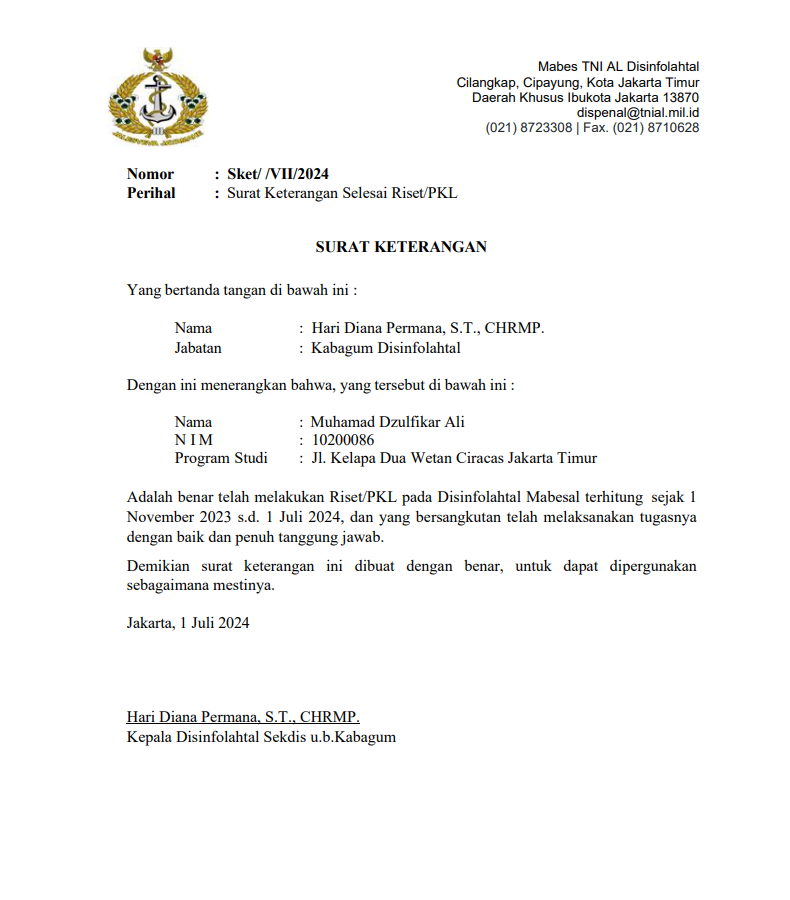 Mabes TNI AL Disinfolahtal
Cilangkap, Cipayung, Kota Jakarta Timur
Daerah Khusus Ibukota Jakarta 13870
dispenal@tnial.mil.id
(021) 8723308 | Fax. (021) 8710628
Nomor : Sket/ /VII/2024
Perihal : Surat Keterangan Selesai Riset/PKL
SURAT KETERANGAN
Yang bertanda tangan di bawah ini :
Nama : Hari Diana Permana, S.T., CHRMP.
Jabatan : Kabagum Disinfolahtal
Dengan ini menerangkan bahwa, yang tersebut di bawah ini :
Nama : Muhamad Dzulfikar Ali
N I M : 10200086
Program Studi : Jl. Kelapa Dua Wetan Ciracas Jakarta Timur
Adalah benar telah melakukan Riset/PKL pada Disinfolahtal Mabesal terhitung sejak 1
November 2023 s.d. 1 Juli 2024, dan yang bersangkutan telah melaksanakan tugasnya
dengan baik dan penuh tanggung jawab.
Demikian surat keterangan ini dibuat dengan benar, untuk dapat dipergunakan
sebagaimana mestinya.
Jakarta, 1 Juli 2024
Hari Diana Permana, S.T., CHRMP.
Kepala Disinfolahtal Sekdis u.b.Kabagum